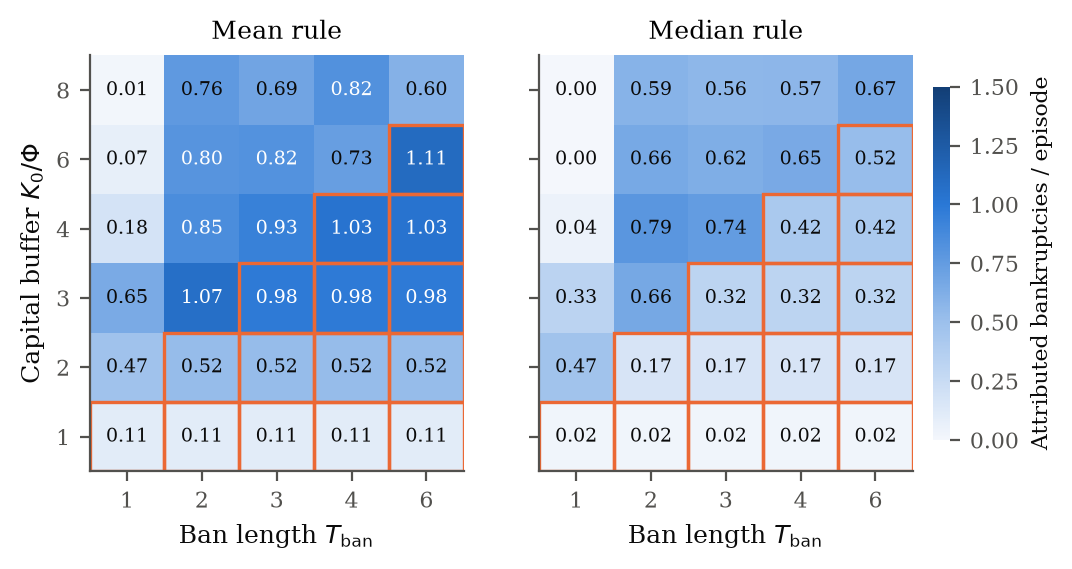 Mean rule
Median rule
Capital buffer K₀/Φ
8 0.01 0.76 0.69 0.82 0.60
6 0.07 0.80 0.82 0.73 1.11
4 0.18 0.85 0.93 1.03 1.03
3 0.65 1.07 0.98 0.98 0.98
2 0.47 0.52 0.52 0.52 0.52
1 0.11 0.11 0.11 0.11 0.11
1 2 3 4 6
Ban length T_ban
0.00 0.59 0.56 0.57 0.67
0.00 0.66 0.62 0.65 0.52
0.04 0.79 0.74 0.42 0.42
0.33 0.66 0.32 0.32 0.32
0.47 0.17 0.17 0.17 0.17
0.02 0.02 0.02 0.02 0.02
1 2 3 4 6
Ban length T_ban
1.50
1.25
1.00
0.75
0.50
0.25
0.00
Attributed bankruptcies / episode